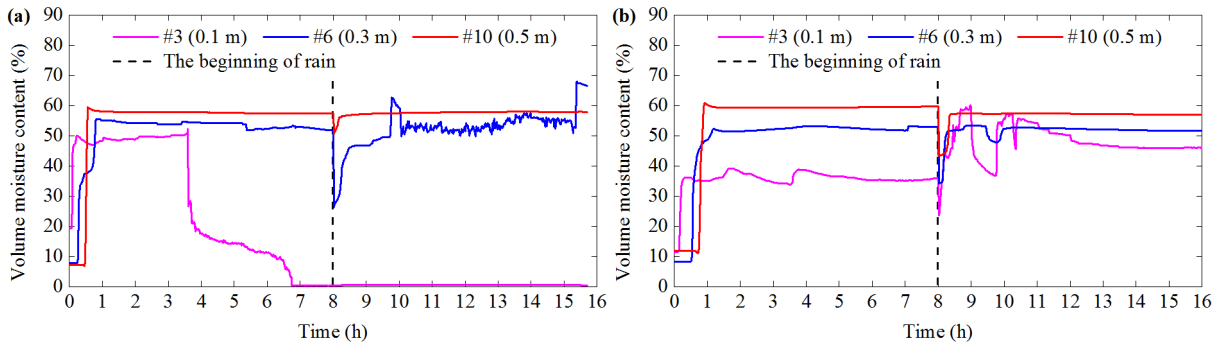 (a)
90
80
70
60
50
40
30
20
10
0
Volume moisture content (%)
#3 (0.1 m) #6 (0.3 m) #10 (0.5 m)
The beginning of rain
0 1 2 3 4 5 6 7 8 9 10 11 12 13 14 15 16
Time (h)
(b)
90
80
70
60
50
40
30
20
10
0
Volume moisture content (%)
#3 (0.1 m) #6 (0.3 m) #10 (0.5 m)
The beginning of rain
0 1 2 3 4 5 6 7 8 9 10 11 12 13 14 15 16
Time (h)